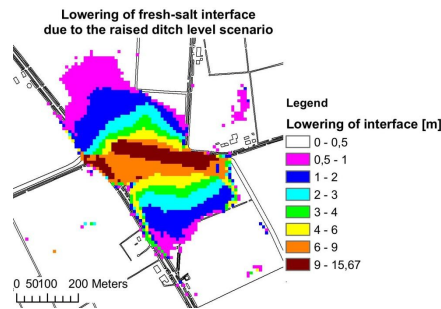 Lowering of fresh-salt interface
due to the raised ditch level scenario
Legend
Lowering of interface [m]
0 - 0,5
0,5 - 1
1 - 2
2 - 3
3 - 4
4 - 6
6 - 9
9 - 15,67
0 50100 200 Meters